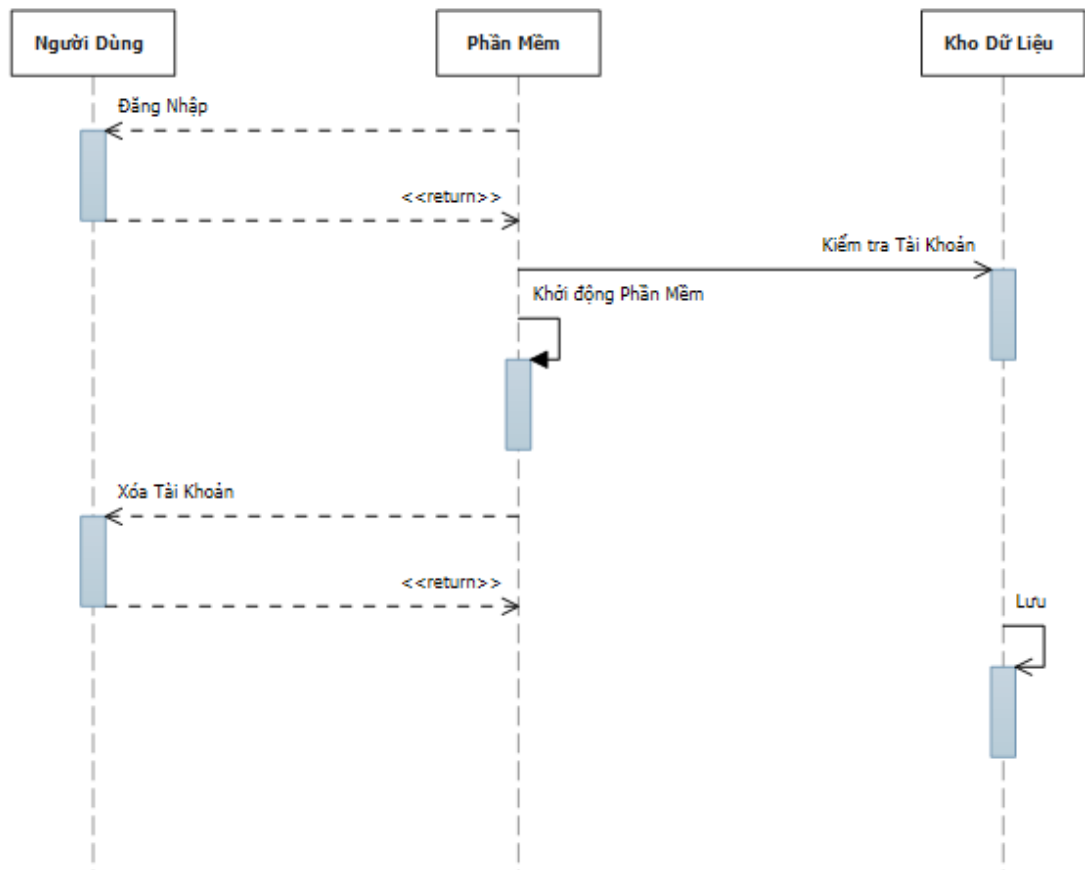 Người Dùng
Phần Mềm
Kho Dữ Liệu
Đăng Nhập
<<return>>
Kiểm tra Tài Khoản
Khởi động Phần Mềm
Xóa Tài Khoản
<<return>>
Lưu